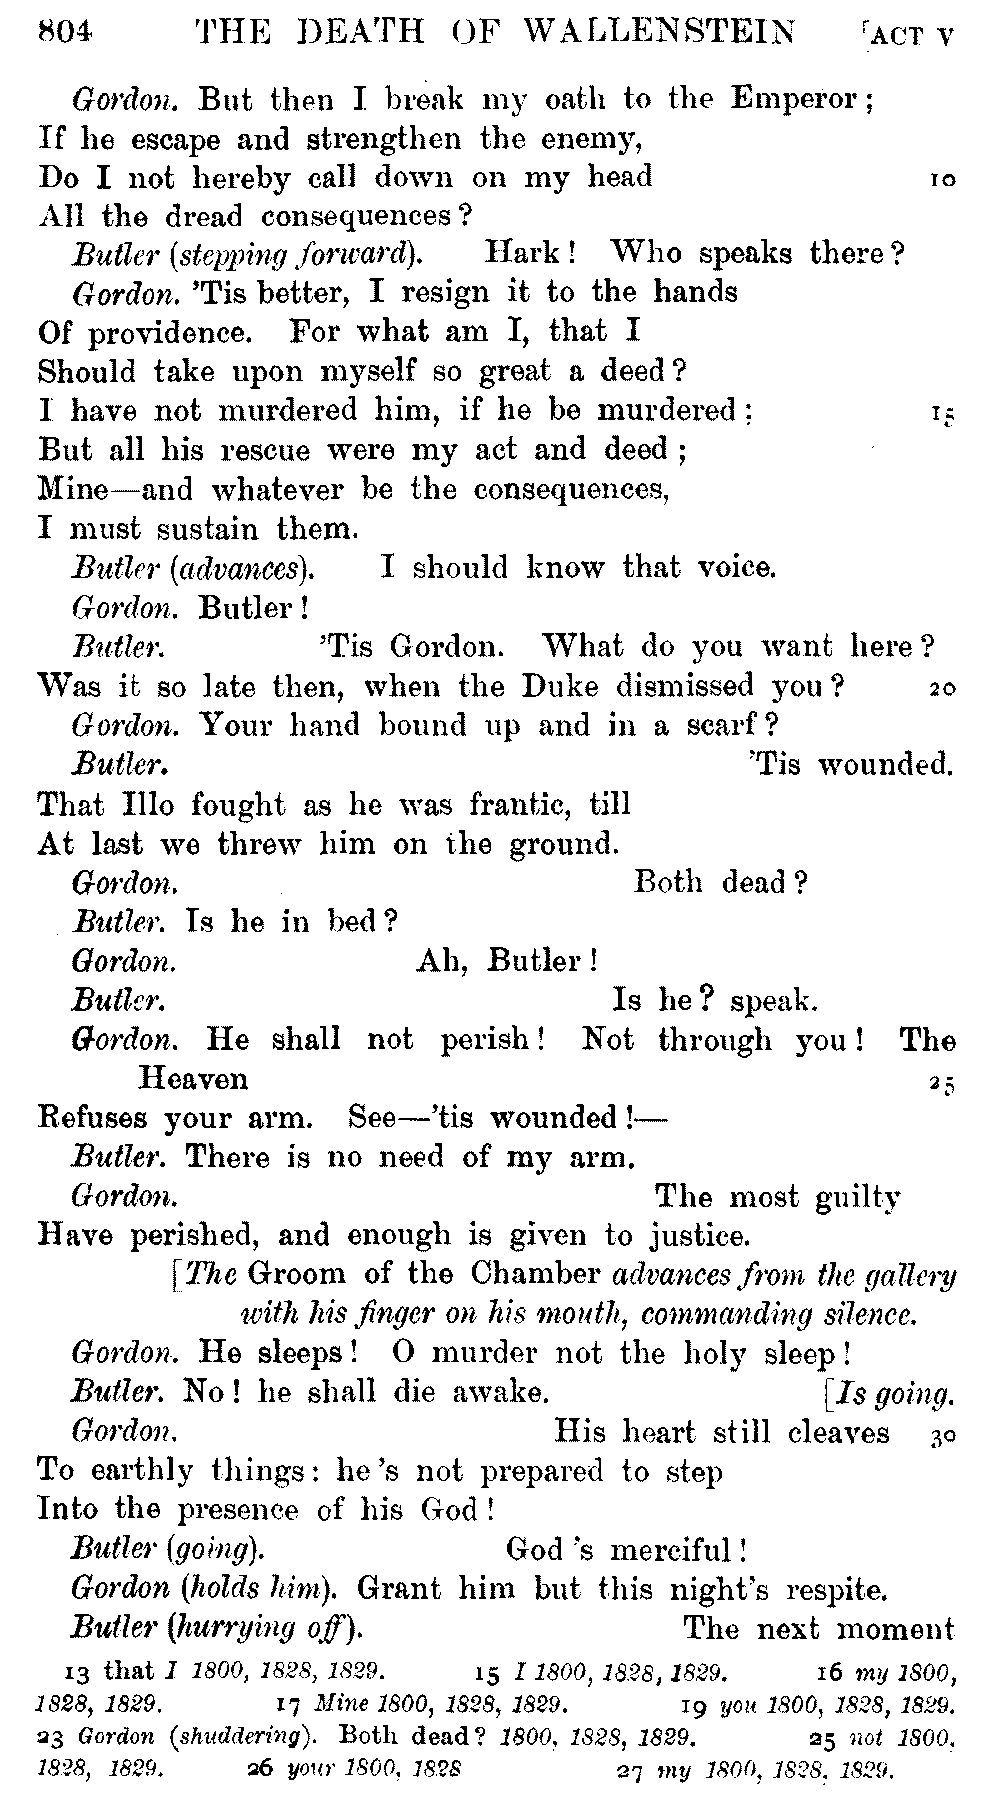 804 THE DEATH OF WALLENSTEIN [ACT V
Gordon. But then I break my oath to the Emperor;
If he escape and strengthen the enemy,
Do I not hereby call down on my head 10
All the dread consequences?
Butler (stepping forward). Hark! Who speaks there?
Gordon. 'Tis better, I resign it to the hands
Of providence. For what am I, that I
Should take upon myself so great a deed?
I have not murdered him, if he be murdered: 15
But all his rescue were my act and deed;
Mine—and whatever be the consequences,
I must sustain them.
Butler (advances). I should know that voice.
Gordon. Butler!
Butler. 'Tis Gordon. What do you want here?
Was it so late then, when the Duke dismissed you? 20
Gordon. Your hand bound up and in a scarf?
Butler. 'Tis wounded.
That Illo fought as he was frantic, till
At last we threw him on the ground.
Gordon. Both dead?
Butler. Is he in bed?
Gordon. Ah, Butler!
Butler. Is he? speak.
Gordon. He shall not perish! Not through you! The
Heaven 25
Refuses your arm. See—'tis wounded!—
Butler. There is no need of my arm.
Gordon. The most guilty
Have perished, and enough is given to justice.
[The Groom of the Chamber advances from the gallery
with his finger on his mouth, commanding silence.
Gordon. He sleeps! O murder not the holy sleep!
Butler. No! he shall die awake. [Is going.
Gordon. His heart still cleaves 30
To earthly things: he's not prepared to step
Into the presence of his God!
Butler (going). God's merciful!
Gordon (holds him). Grant him but this night's respite.
Butler (hurrying off). The next moment
13 that I 1800, 1828, 1829. 15 I 1800, 1828, 1829. 16 my 1800,
1828, 1829. 17 Mine 1800, 1828, 1829. 19 you 1800, 1828, 1829.
23 Gordon (shuddering). Both dead? 1800, 1828, 1829. 25 not 1800,
1828, 1829. 26 your 1800, 1828 27 my 1800, 1828, 1829.